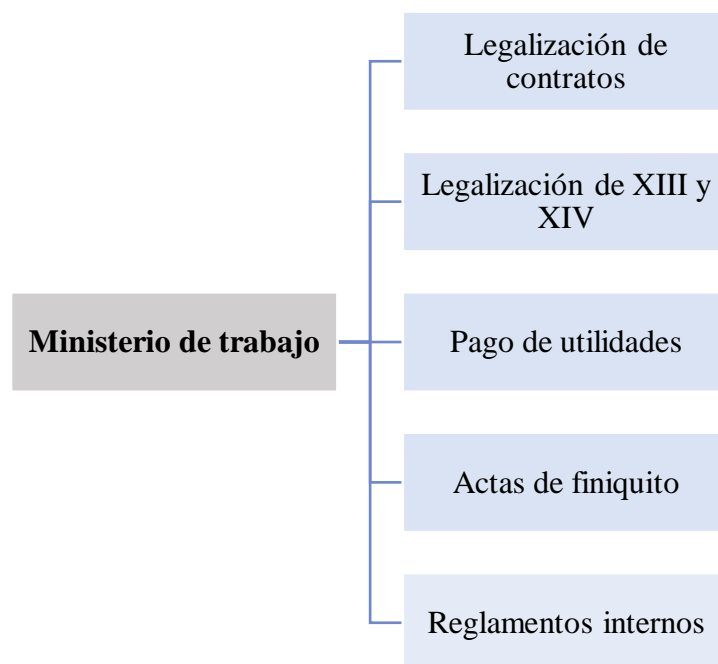 Legalización de
contratos
Legalización de XIII y
XIV
Ministerio de trabajo
Pago de utilidades
Actas de finiquito
Reglamentos internos